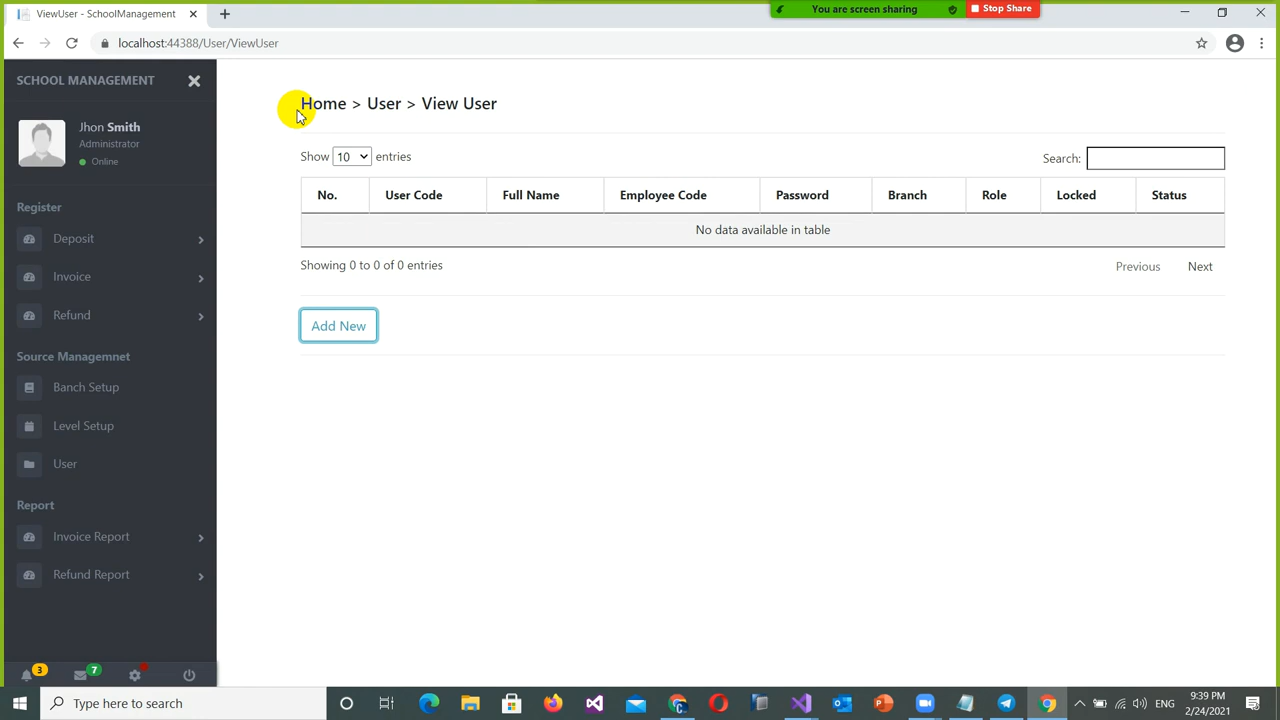 ViewUser - SchoolManagement
You are screen sharing
Stop Share
localhost:44388/User/ViewUser
SCHOOL MANAGEMENT
Jhon Smith
Administrator
Online
Register
Deposit
Invoice
Refund
Source Managemnet
Banch Setup
Level Setup
User
Report
Invoice Report
Refund Report
3
7
Home > User > View User
Show 10 entries
Search:
No. User Code Full Name Employee Code Password Branch Role Locked Status
No data available in table
Showing 0 to 0 of 0 entries
Previous Next
Add New
Type here to search
ENG
9:39 PM
2/24/2021